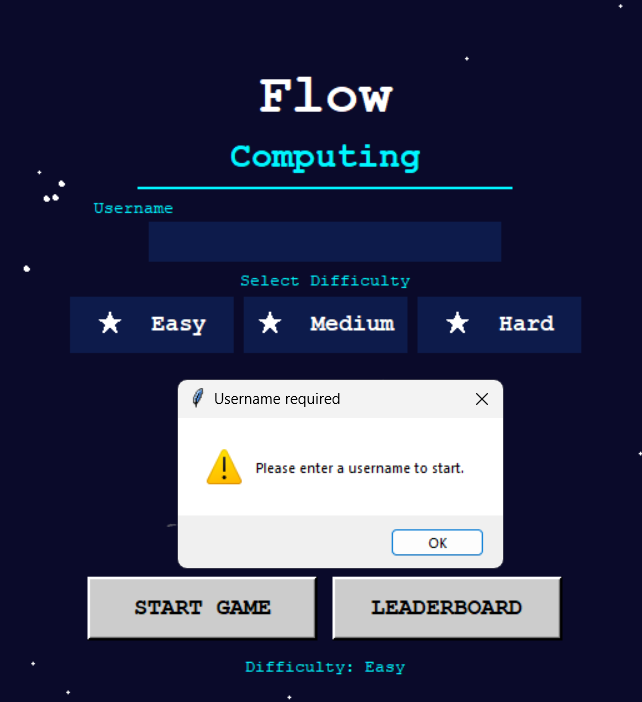 Flow
Computing
Username
Select Difficulty
★ Easy ★ Medium ★ Hard
Username required
Please enter a username to start.
OK
START GAME LEADERBOARD
Difficulty: Easy